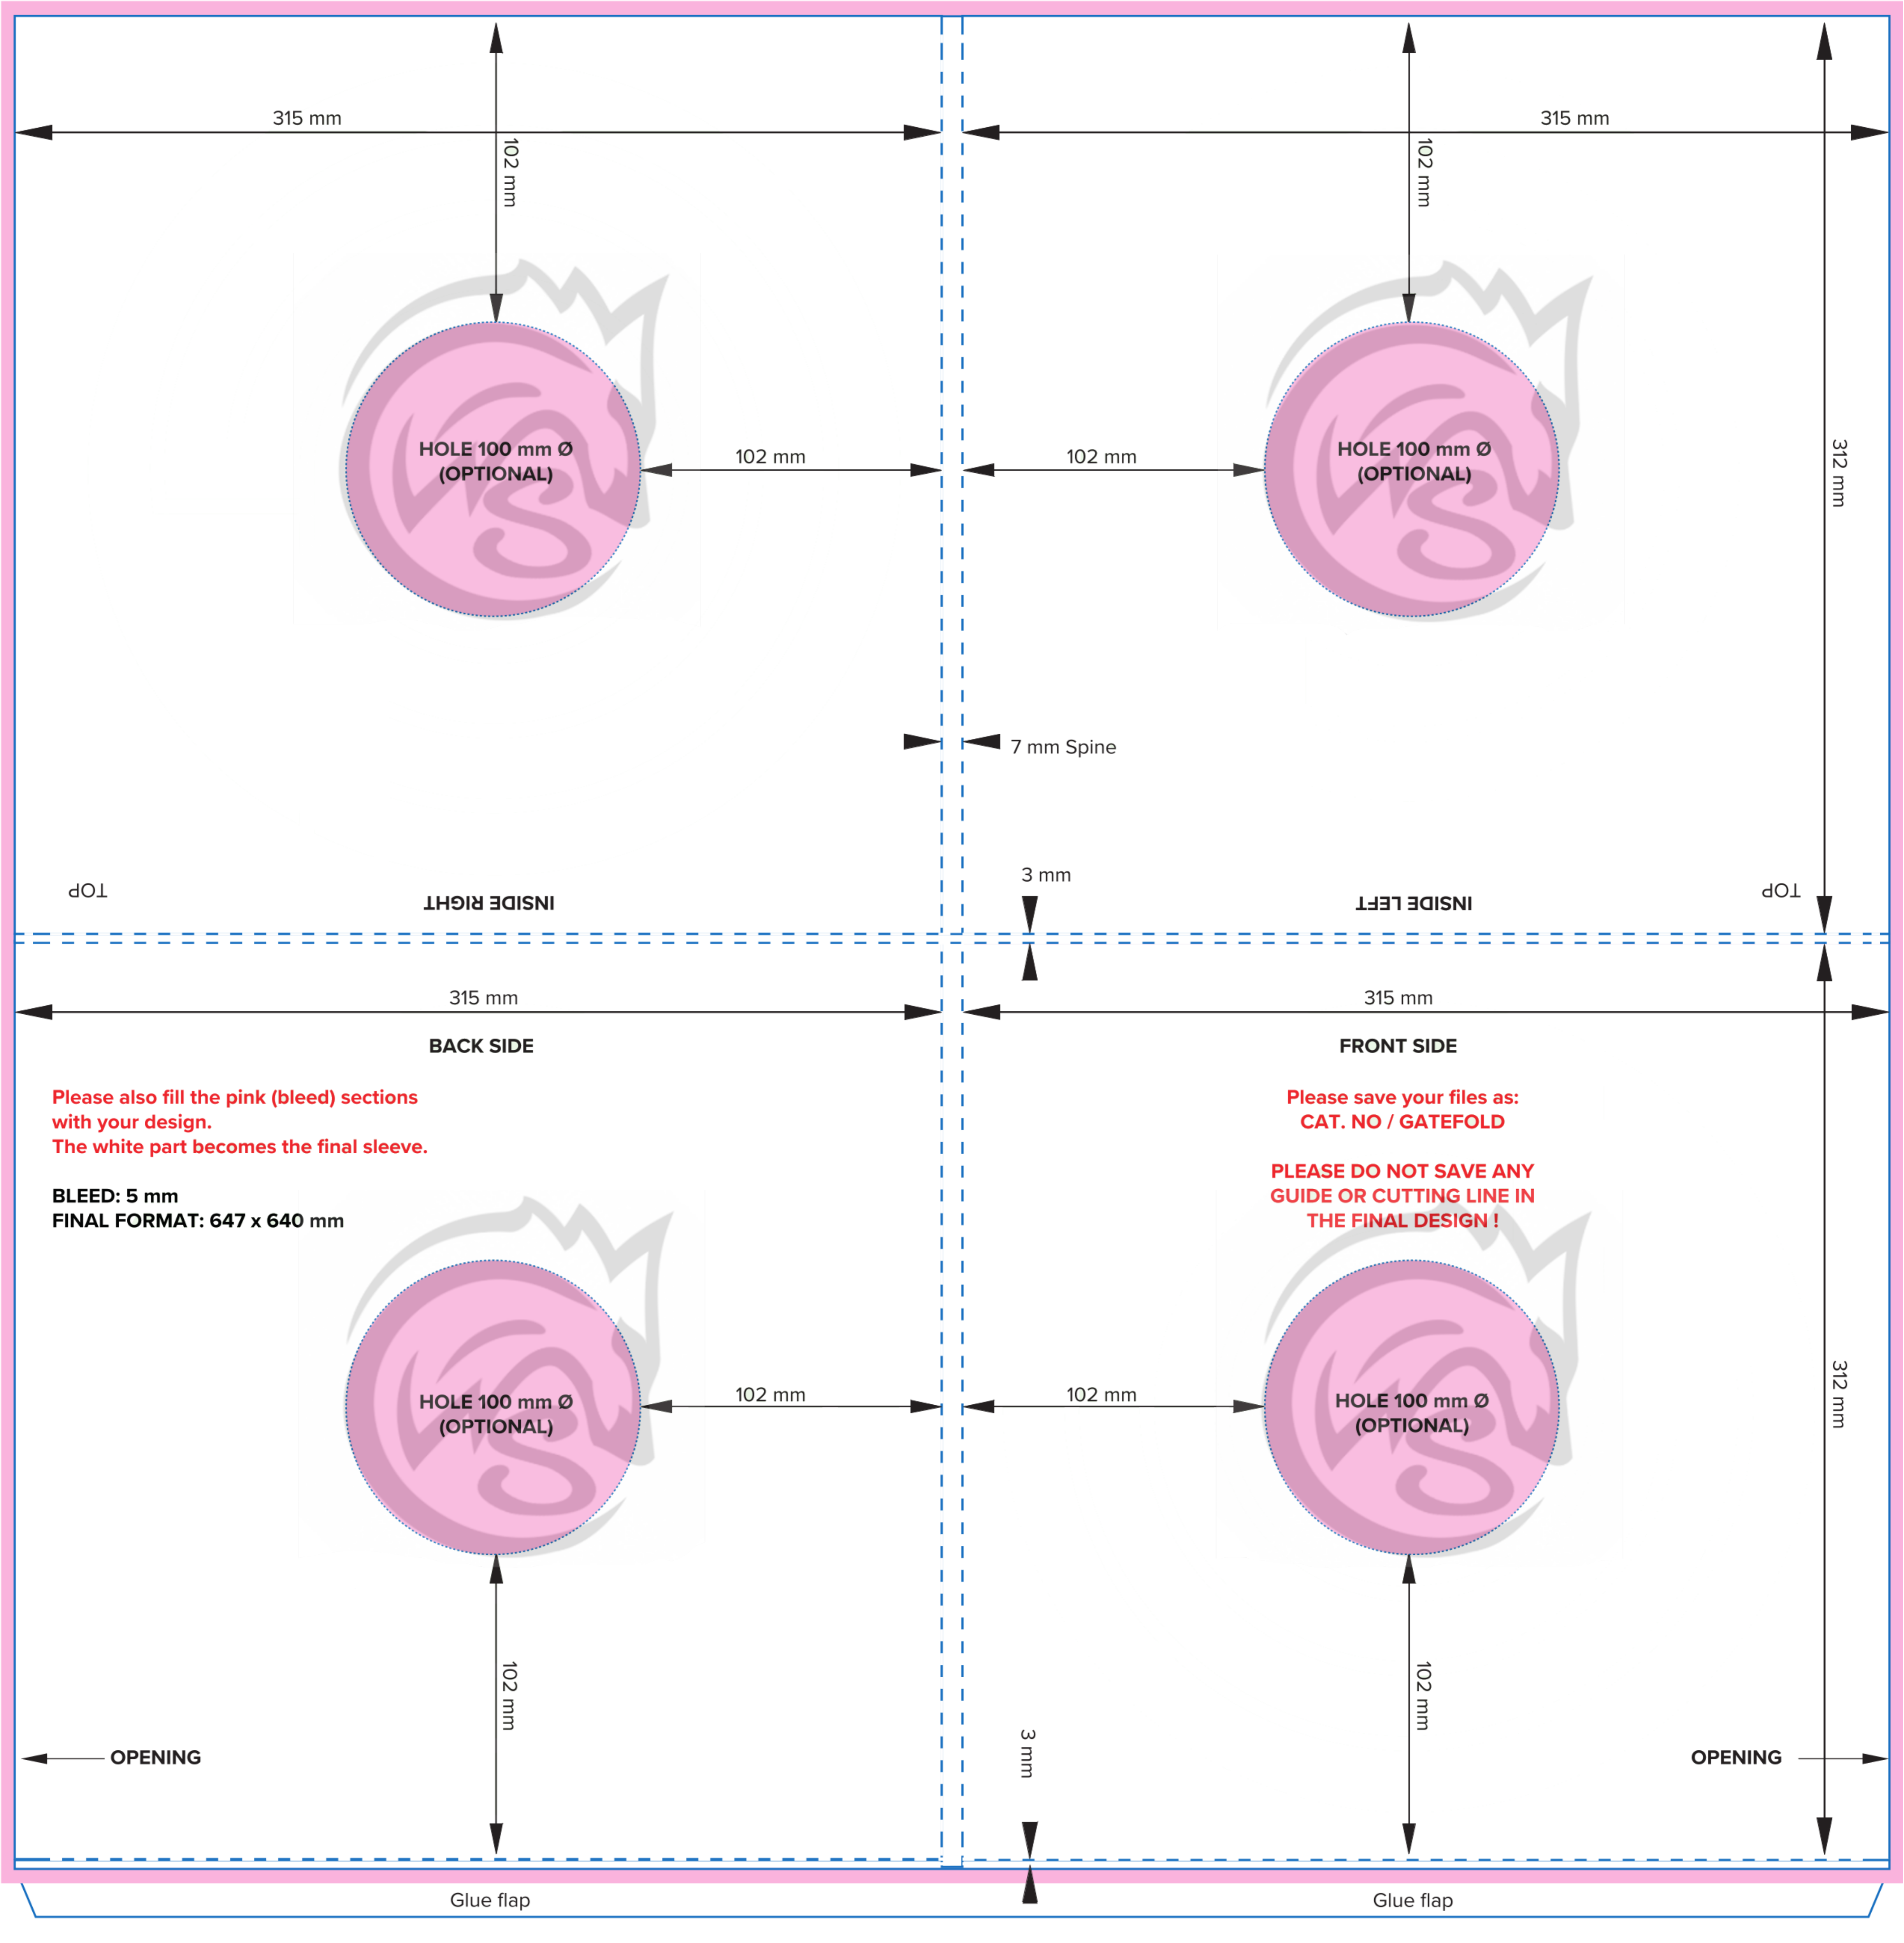 315 mm
315 mm
102 mm
102 mm
HOLE 100 mm Ø
(OPTIONAL)
102 mm
102 mm
HOLE 100 mm Ø
(OPTIONAL)
312 mm
7 mm Spine
3 mm
TOP
INSIDE RIGHT
INSIDE LEFT
TOP
315 mm
315 mm
BACK SIDE
FRONT SIDE
Please also fill the pink (bleed) sections
with your design.
The white part becomes the final sleeve.
BLEED: 5 mm
FINAL FORMAT: 647 x 640 mm
Please save your files as:
CAT. NO / GATEFOLD
PLEASE DO NOT SAVE ANY
GUIDE OR CUTTING LINE IN
THE FINAL DESIGN !
HOLE 100 mm Ø
(OPTIONAL)
102 mm
102 mm
HOLE 100 mm Ø
(OPTIONAL)
312 mm
102 mm
102 mm
3 mm
OPENING
OPENING
Glue flap
Glue flap